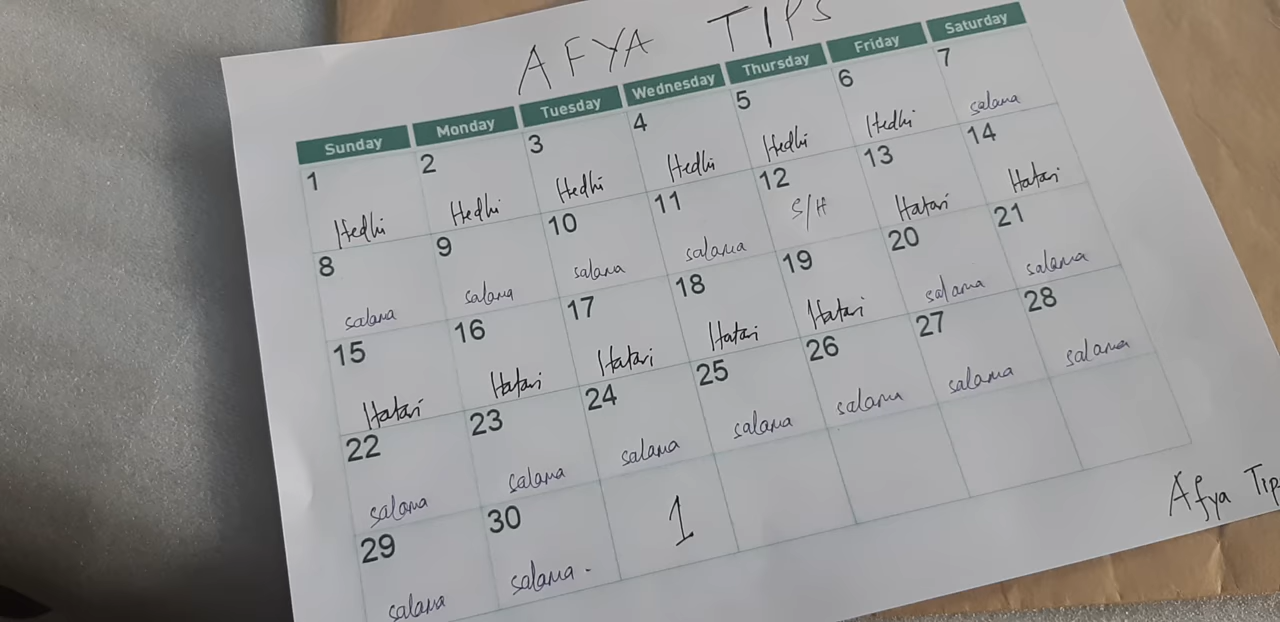 AFYA TIPS
Sunday Monday Tuesday Wednesday Thursday Friday Saturday
1 2 3 4 5 6 7
Hedhi Hedhi Hedhi Hedhi Hedhi Hedhi salama
8 9 10 11 12 13 14
salama salama salama salama S/H Hatari Hatari
15 16 17 18 19 20 21
Hatari Hatari Hatari Hatari Hatari salama salama
22 23 24 25 26 27 28
salama salama salama salama salama salama salama
29 30 1
salama salama .
Afya Tip